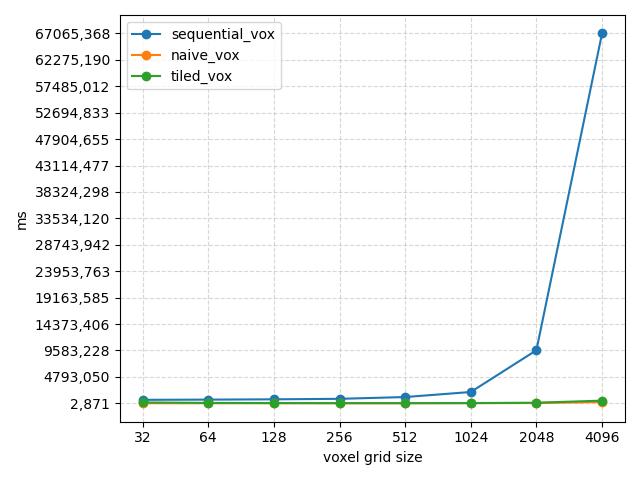 67065,368
62275,190
57485,012
52694,833
47904,655
43114,477
38324,298
33534,120
28743,942
23953,763
19163,585
14373,406
9583,228
4793,050
2,871
ms
sequential_vox
naive_vox
tiled_vox
32 64 128 256 512 1024 2048 4096
voxel grid size